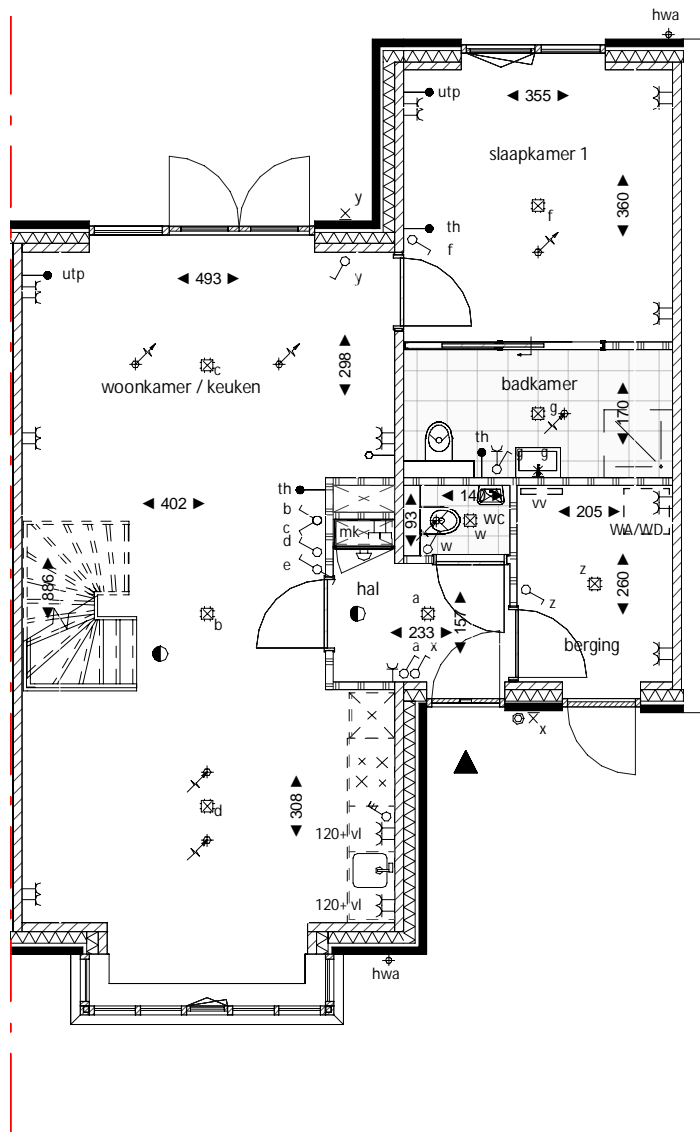 hwa
utp
◄ 355 ►
slaapkamer 1
f
◄ 360 ►
th
f
y
y
utp
◄ 493 ►
◄ 298 ►
c
woonkamer / keuken
badkamer
g
◄ 170 ►
th
g
g
◄ 402 ►
th
b
c
d
e
mk
◄ 93 ►
◄ 140 ►
wc
w
w
vv
◄ 205 ►
WA/WD
◄ 886 ►
hal
a
z
◄ 260 ►
z
b
◄ 233 ►
◄ 157 ►
a
x
berging
x
d
◄ 308 ►
120+ vl
120+ vl
hwa